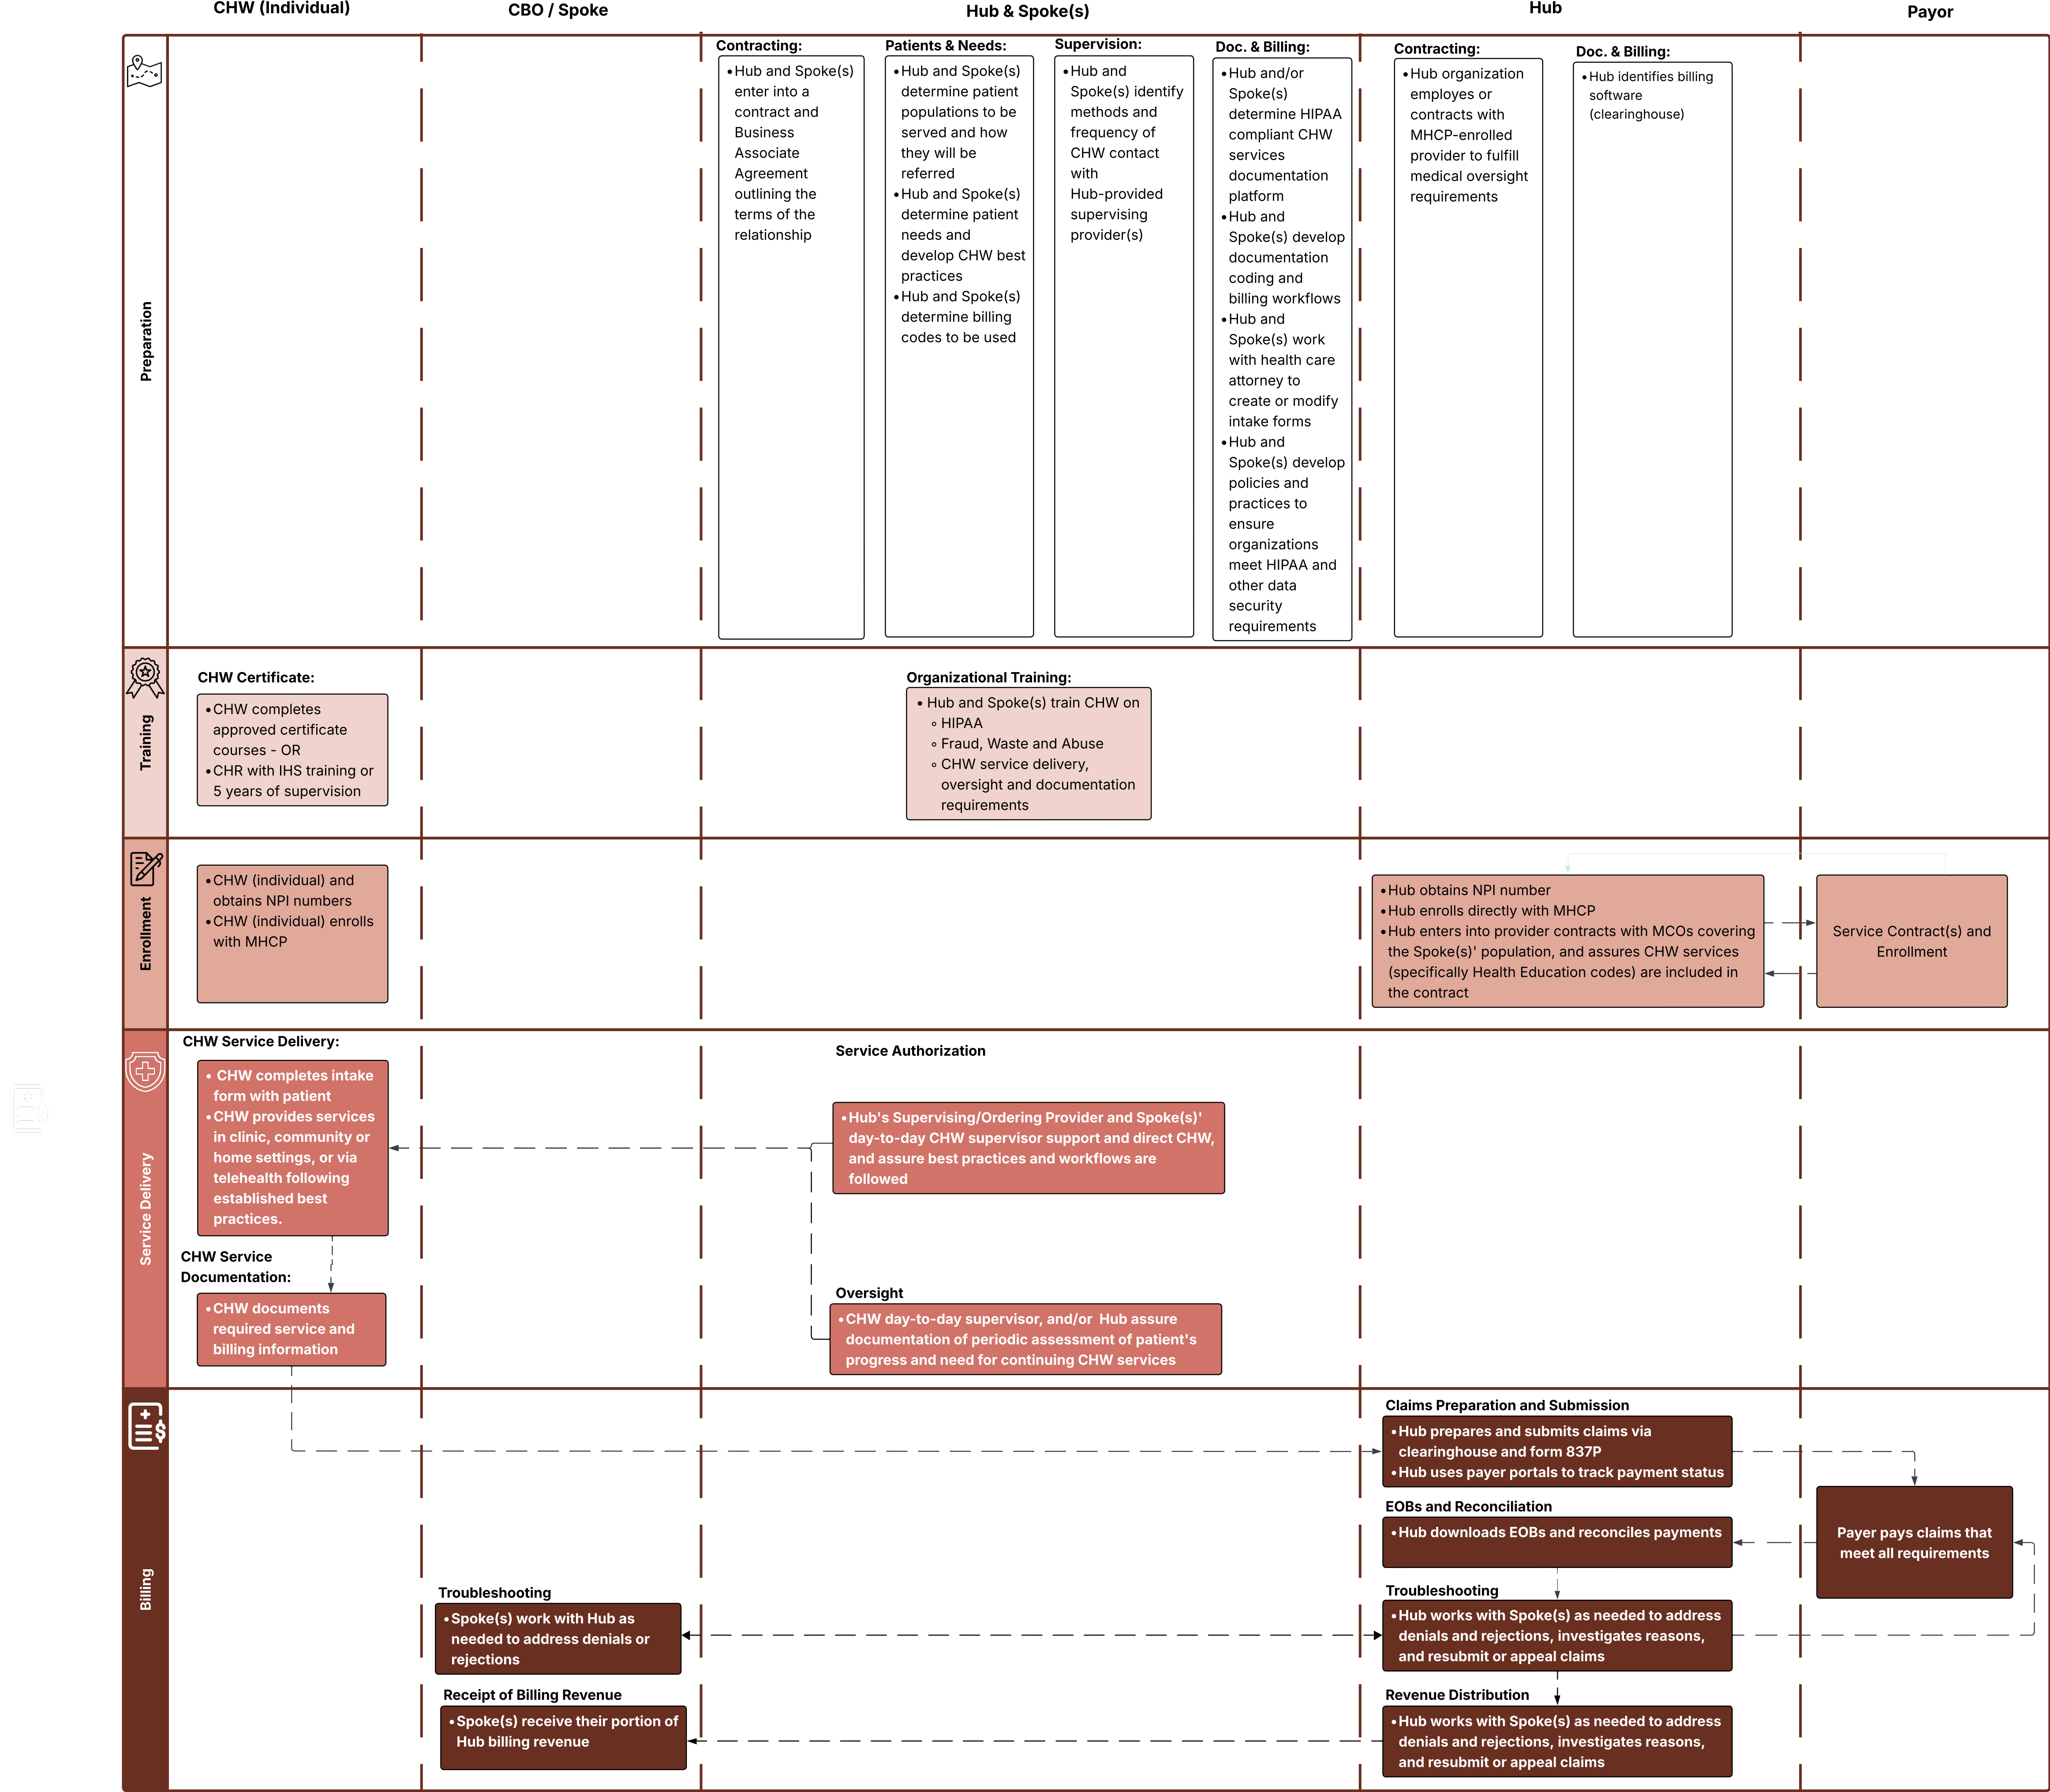 CHW (Individual)
CBO / Spoke
Hub & Spoke(s)
Hub
Payor
Preparation
Contracting:
•Hub and Spoke(s)
enter into a
contract and
Business
Associate
Agreement
outlining the
terms of the
relationship
Patients & Needs:
•Hub and Spoke(s)
determine patient
populations to be
served and how
they will be
referred
•Hub and Spoke(s)
determine patient
needs and
develop CHW best
practices
•Hub and Spoke(s)
determine billing
codes to be used
Supervision:
•Hub and
Spoke(s) identify
methods and
frequency of
CHW contact
with
Hub-provided
supervising
provider(s)
Doc. & Billing:
•Hub and/or
Spoke(s)
determine HIPAA
compliant CHW
services
documentation
platform
•Hub and
Spoke(s) develop
documentation
coding and
billing workflows
•Hub and
Spoke(s) work
with health care
attorney to
create or modify
intake forms
•Hub and
Spoke(s) develop
policies and
practices to
ensure
organizations
meet HIPAA and
other data
security
requirements
Contracting:
•Hub organization
employes or
contracts with
MHCP-enrolled
provider to fulfill
medical oversight
requirements
Doc. & Billing:
•Hub identifies billing
software
(clearinghouse)
Training
CHW Certificate:
•CHW completes
approved certificate
courses - OR
•CHR with IHS training or
5 years of supervision
Organizational Training:
• Hub and Spoke(s) train CHW on
◦ HIPAA
◦ Fraud, Waste and Abuse
◦ CHW service delivery,
oversight and documentation
requirements
Enrollment
•CHW (individual) and
obtains NPI numbers
•CHW (individual) enrolls
with MHCP
•Hub obtains NPI number
•Hub enrolls directly with MHCP
•Hub enters into provider contracts with MCOs covering
the Spoke(s)' population, and assures CHW services
(specifically Health Education codes) are included in
the contract
Service Contract(s) and
Enrollment
Service Delivery
CHW Service Delivery:
• CHW completes intake
form with patient
•CHW provides services
in clinic, community or
home settings, or via
telehealth following
established best
practices.
CHW Service
Documentation:
•CHW documents
required service and
billing information
Service Authorization
•Hub's Supervising/Ordering Provider and Spoke(s)'
day-to-day CHW supervisor support and direct CHW,
and assure best practices and workflows are
followed
Oversight
•CHW day-to-day supervisor, and/or Hub assure
documentation of periodic assessment of patient's
progress and need for continuing CHW services
Billing
Claims Preparation and Submission
•Hub prepares and submits claims via
clearinghouse and form 837P
•Hub uses payer portals to track payment status
EOBs and Reconciliation
•Hub downloads EOBs and reconciles payments
Payer pays claims that
meet all requirements
Troubleshooting
•Spoke(s) work with Hub as
needed to address denials or
rejections
Troubleshooting
•Hub works with Spoke(s) as needed to address
denials and rejections, investigates reasons,
and resubmit or appeal claims
Receipt of Billing Revenue
•Spoke(s) receive their portion of
Hub billing revenue
Revenue Distribution
•Hub works with Spoke(s) as needed to address
denials and rejections, investigates reasons,
and resubmit or appeal claims